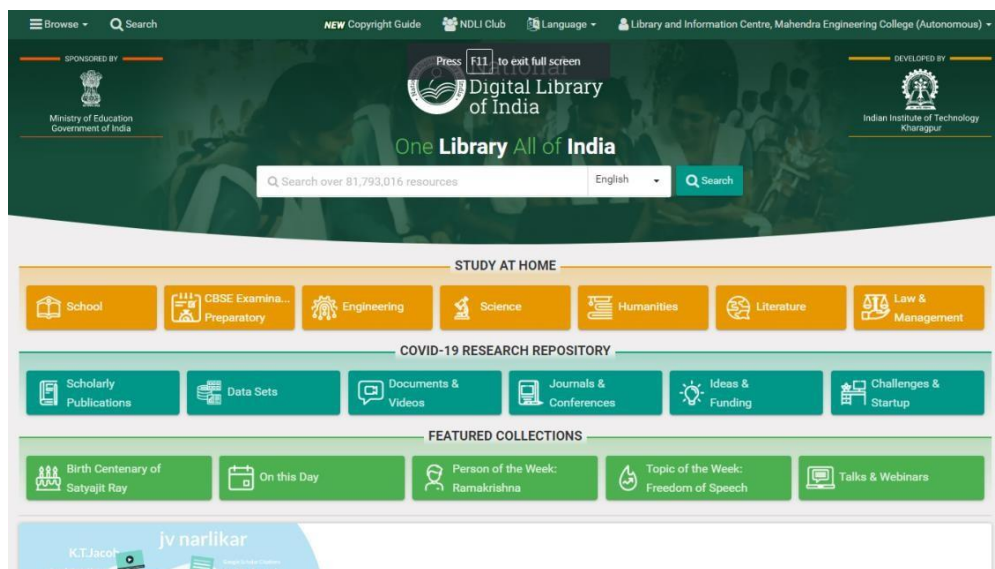 Browse
Search
NEW Copyright Guide
NDLI Club
Language
Library and Information Centre, Mahendra Engineering College (Autonomous)
SPONSORED BY
Ministry of Education
Government of India
Press F11 to exit full screen
National
Digital Library
of India
DEVELOPED BY
Indian Institute of Technology
Kharagpur
One Library All of India
Search over 81,793,016 resources
English
Search
STUDY AT HOME
School
CBSE Examina...
Preparatory
Engineering
Science
Humanities
Literature
Law &
Management
COVID-19 RESEARCH REPOSITORY
Scholarly
Publications
Data Sets
Documents &
Videos
Journals &
Conferences
Ideas &
Funding
Challenges &
Startup
FEATURED COLLECTIONS
Birth Centenary of
Satyajit Ray
On this Day
Person of the Week:
Ramakrishna
Topic of the Week:
Freedom of Speech
Talks & Webinars
jv narlikar
K.T.Jacob